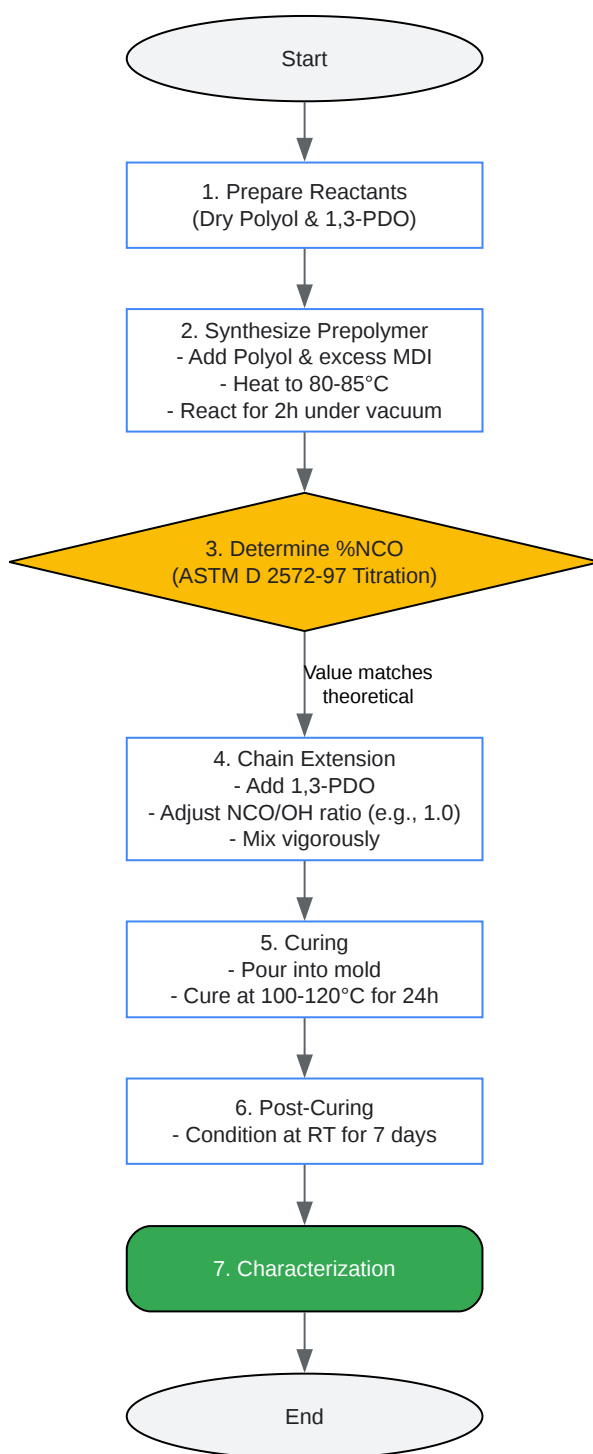 Start
1. Prepare Reactants
(Dry Polyol & 1,3-PDO)
2. Synthesize Prepolymer
- Add Polyol & excess MDI
- Heat to 80-85°C
- React for 2h under vacuum
3. Determine %NCO
(ASTM D 2572-97 Titration)
Value matches
theoretical
4. Chain Extension
- Add 1,3-PDO
- Adjust NCO/OH ratio (e.g., 1.0)
- Mix vigorously
5. Curing
- Pour into mold
- Cure at 100-120°C for 24h
6. Post-Curing
- Condition at RT for 7 days
7. Characterization
End